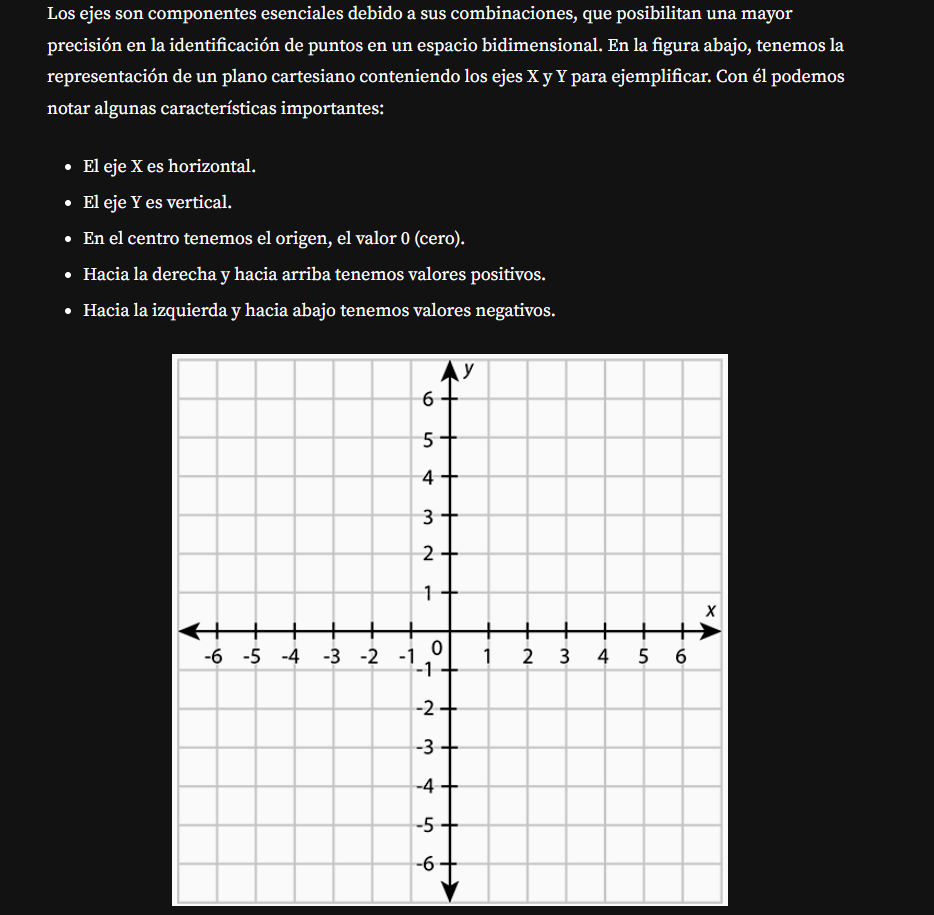 Los ejes son componentes esenciales debido a sus combinaciones, que posibilitan una mayor
precisión en la identificación de puntos en un espacio bidimensional. En la figura abajo, tenemos la
representación de un plano cartesiano conteniendo los ejes X y Y para ejemplificar. Con él podemos
notar algunas características importantes:
• El eje X es horizontal.
• El eje Y es vertical.
• En el centro tenemos el origen, el valor 0 (cero).
• Hacia la derecha y hacia arriba tenemos valores positivos.
• Hacia la izquierda y hacia abajo tenemos valores negativos.
y
6
5
4
3
2
1
x
-6 -5 -4 -3 -2 -1 0 1 2 3 4 5 6
-1
-2
-3
-4
-5
-6